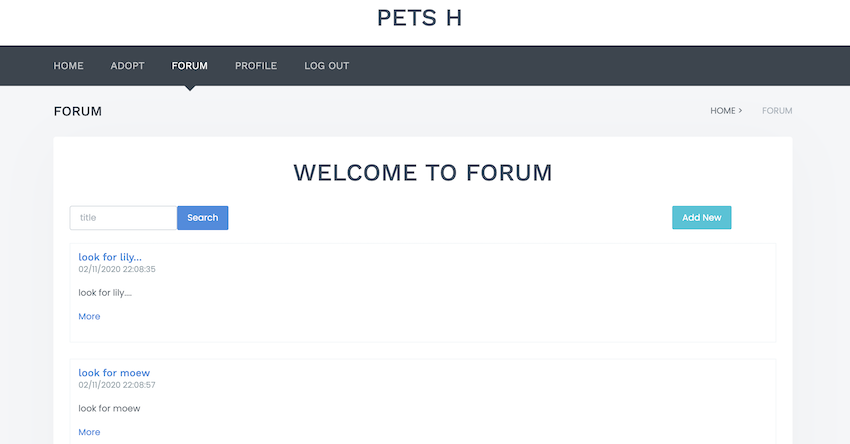 PETS H
HOME ADOPT FORUM PROFILE LOG OUT
FORUM HOME > FORUM
WELCOME TO FORUM
title Search Add New
look for lily...
02/11/2020 22:08:35
look for lily....
More
look for moew
02/11/2020 22:08:57
look for moew
More